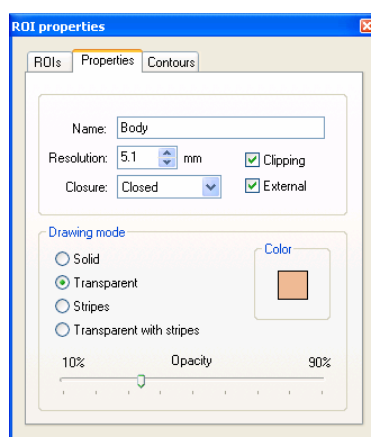 ROI properties
ROIs Properties Contours
Name: Body
Resolution: 5.1 mm Clipping
Closure: Closed External
Drawing mode
Color
Solid
Transparent
Stripes
Transparent with stripes
10% Opacity 90%